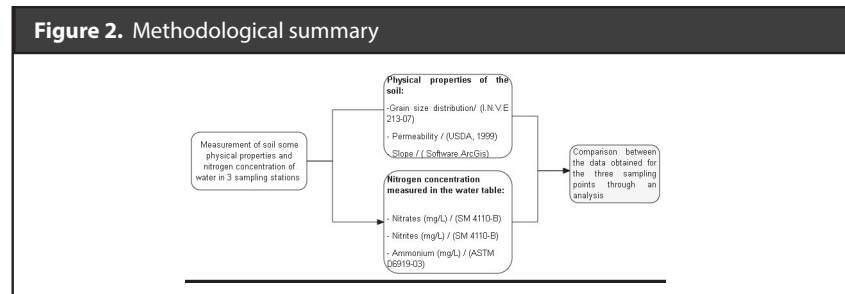 Figure 2. Methodological summary
Measurement of soil some
physical properties and
nitrogen concentration of
water in 3 sampling stations
Physical properties of the
soil:
-Grain size distribution/ (I.N.V.E
213-07)
- Permeability / (USDA, 1999)
- Slope / ( Software ArcGis)
Nitrogen concentration
measured in the water table:
- Nitrates (mg/L) / (SM 4110-B)
- Nitrites (mg/L) / (SM 4110-B)
- Ammonium (mg/L) / (ASTM
D6919-03)
Comparison between
the data obtained for
the three sampling
points through an
analysis